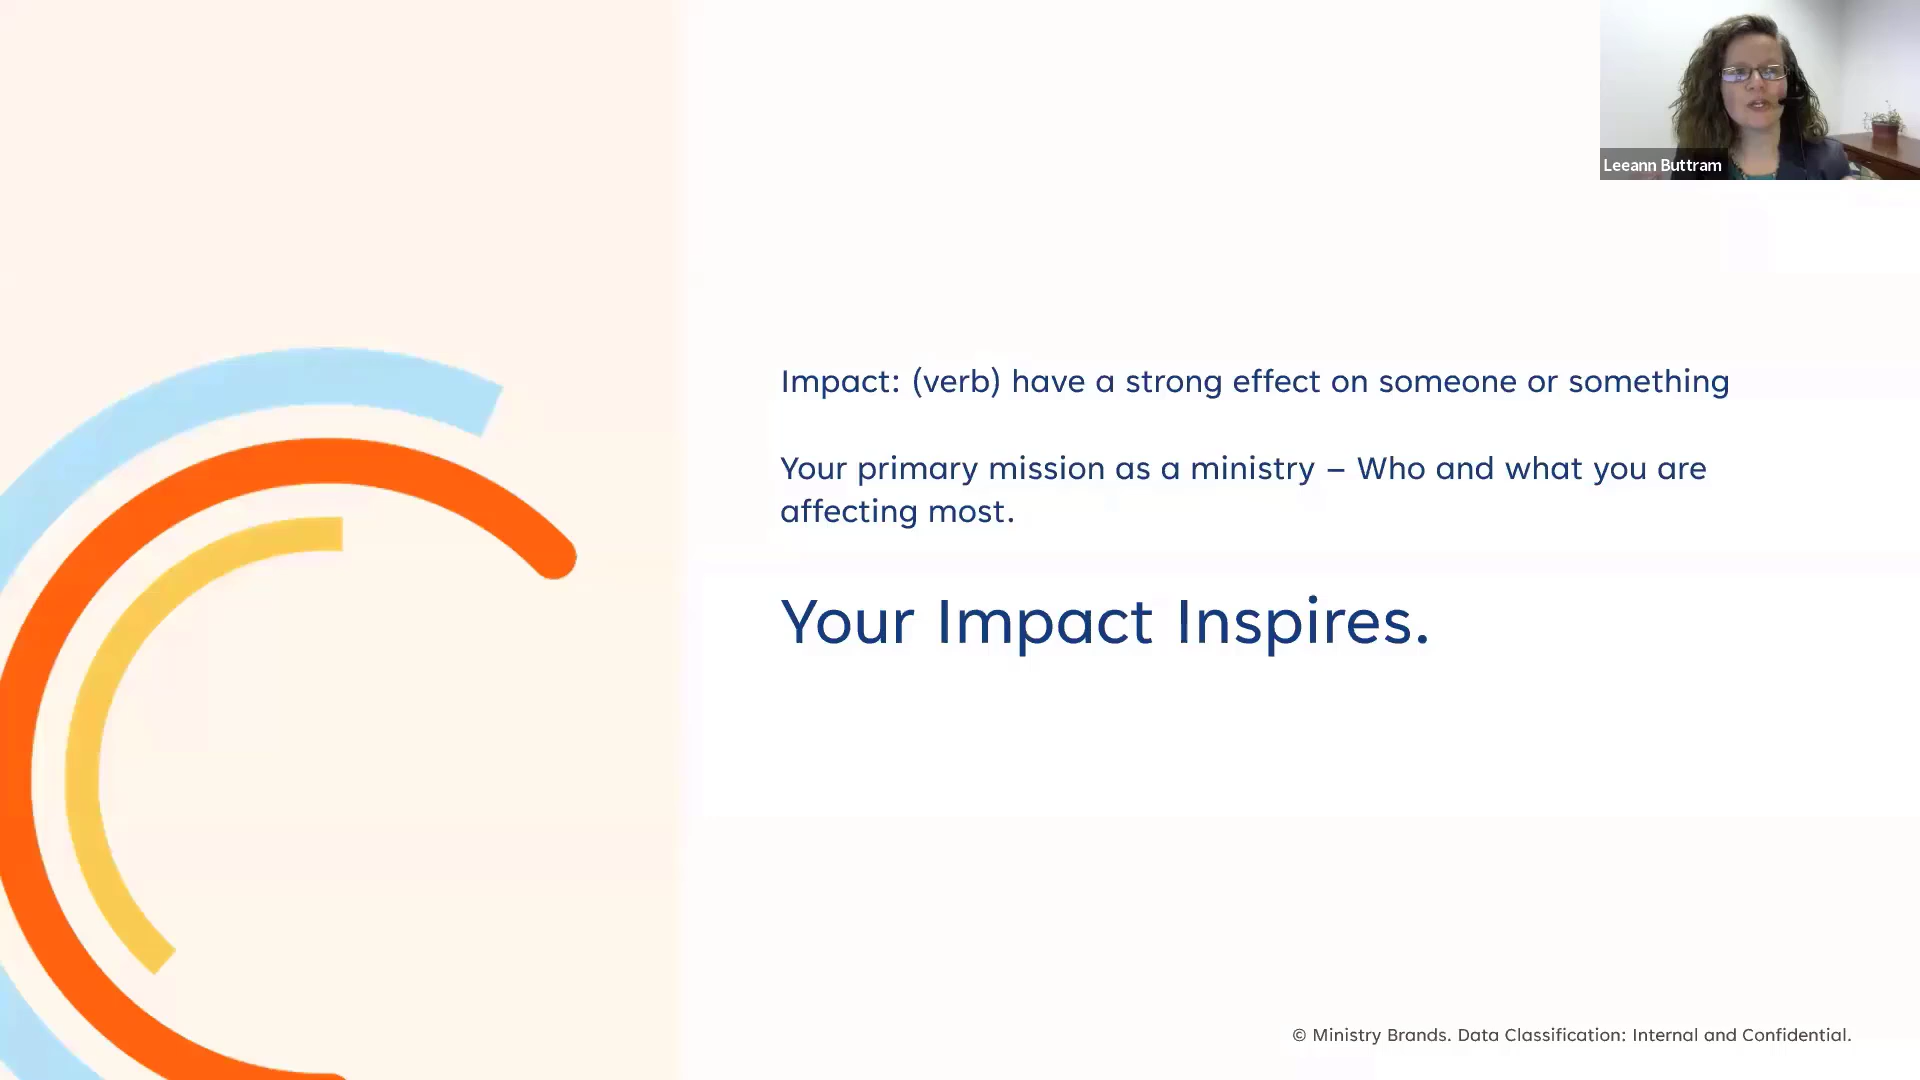 Leeann Buttram
Impact: (verb) have a strong effect on someone or something
Your primary mission as a ministry – Who and what you are
affecting most.
Your Impact Inspires.
© Ministry Brands. Data Classification: Internal and Confidential.